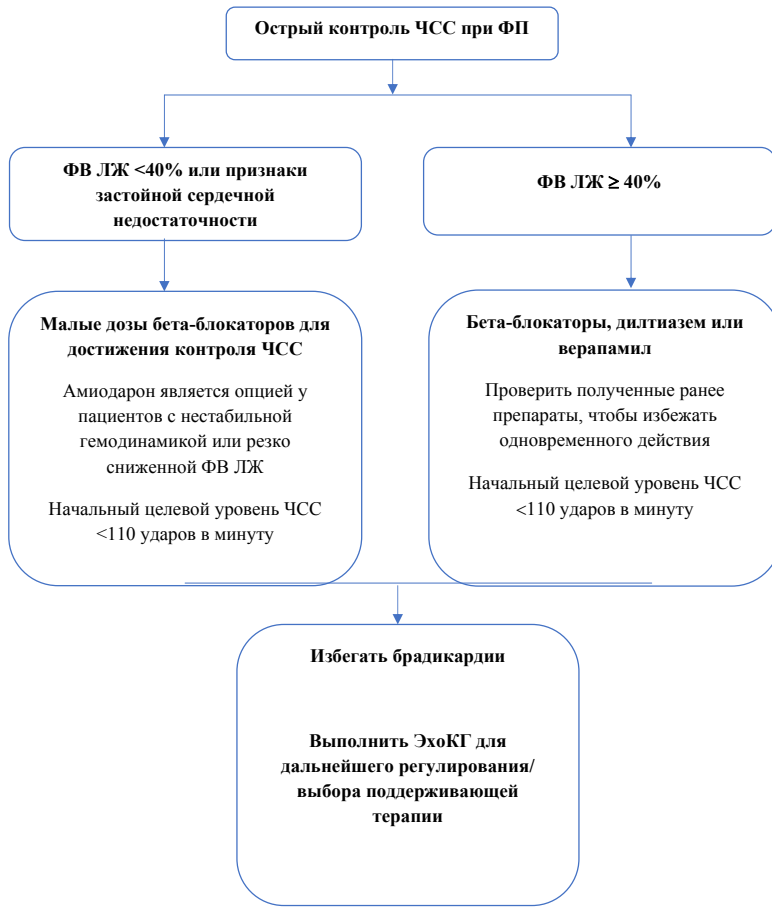 Острый контроль ЧСС при ФП
ФВ ЛЖ <40% или признаки
застойной сердечной
недостаточности
ФВ ЛЖ ≥ 40%
Малые дозы бета-блокаторов для
достижения контроля ЧСС
Амиодарон является опцией у
пациентов с нестабильной
гемодинамикой или резко
сниженной ФВ ЛЖ
Начальный целевой уровень ЧСС
<110 ударов в минуту
Бета-блокаторы, дилтиазем или
верапамил
Проверить полученные ранее
препараты, чтобы избежать
одновременного действия
Начальный целевой уровень ЧСС
<110 ударов в минуту
Избегать брадикардии
Выполнить ЭхоКГ для
дальнейшего регулирования/
выбора поддерживающей
терапии